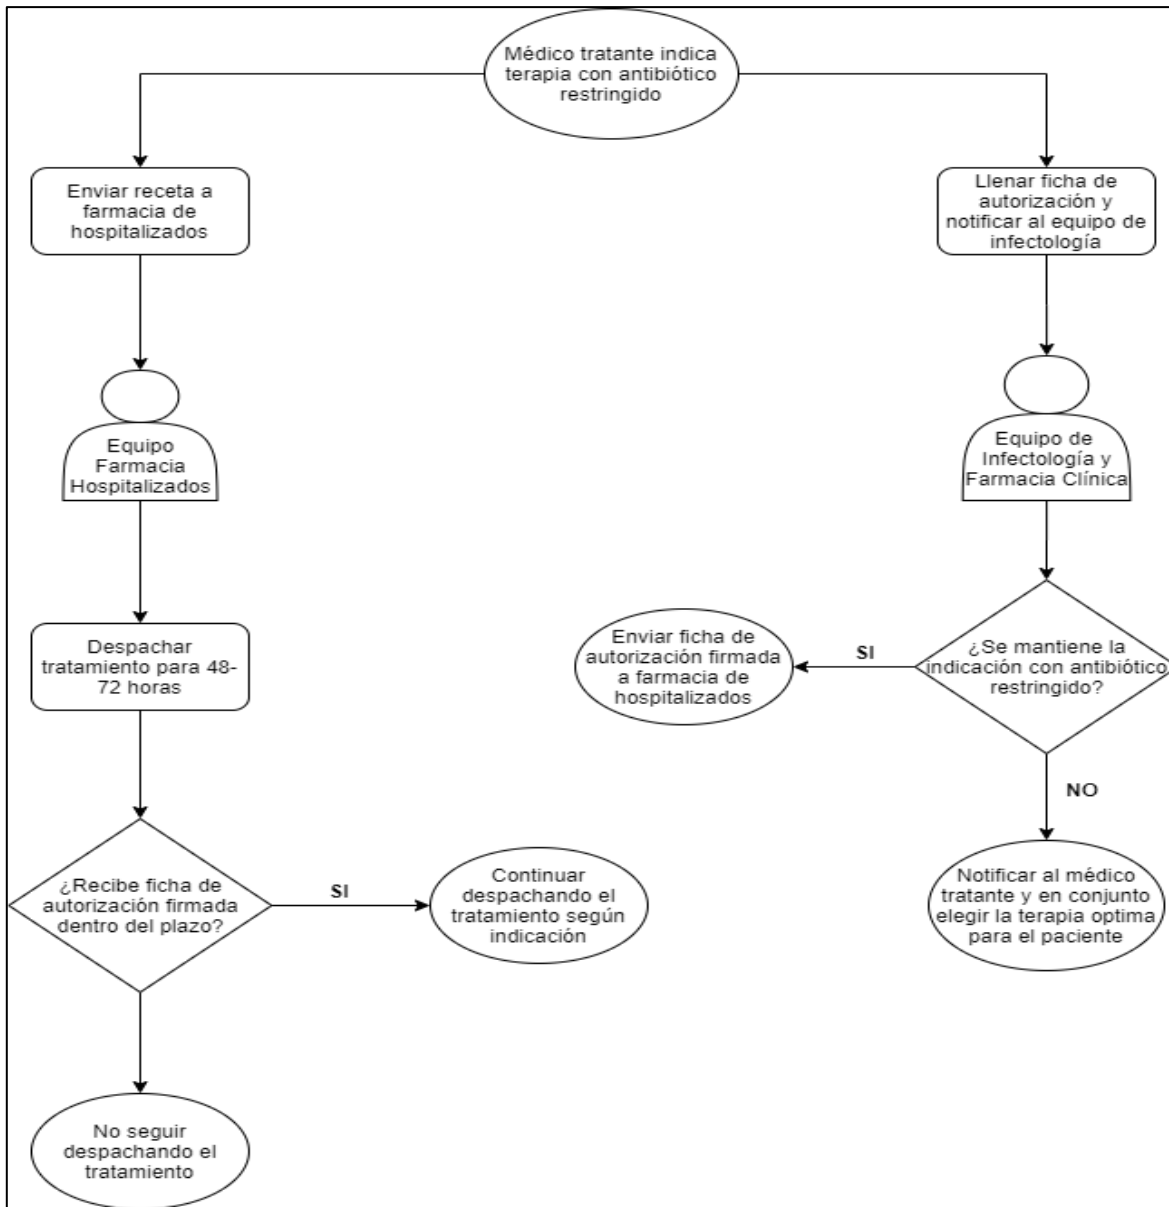 Médico tratante indica
terapia con antibiótico
restringido
Enviar receta a
farmacia de
hospitalizados
Llenar ficha de
autorización y
notificar al equipo de
infectología
Equipo
Farmacia
Hospitalizados
Equipo de
Infectología y
Farmacia Clínica
Despachar
tratamiento para 48-
72 horas
Enviar ficha de
autorización firmada
a farmacia de
hospitalizados
SI
¿Se mantiene la
indicación con antibiótico
restringido?
NO
¿Recibe ficha de
autorización firmada
dentro del plazo?
SI
Continuar
despachando el
tratamiento según
indicación
Notificar al médico
tratante y en conjunto
elegir la terapia optima
para el paciente
No seguir
despachando el
tratamiento